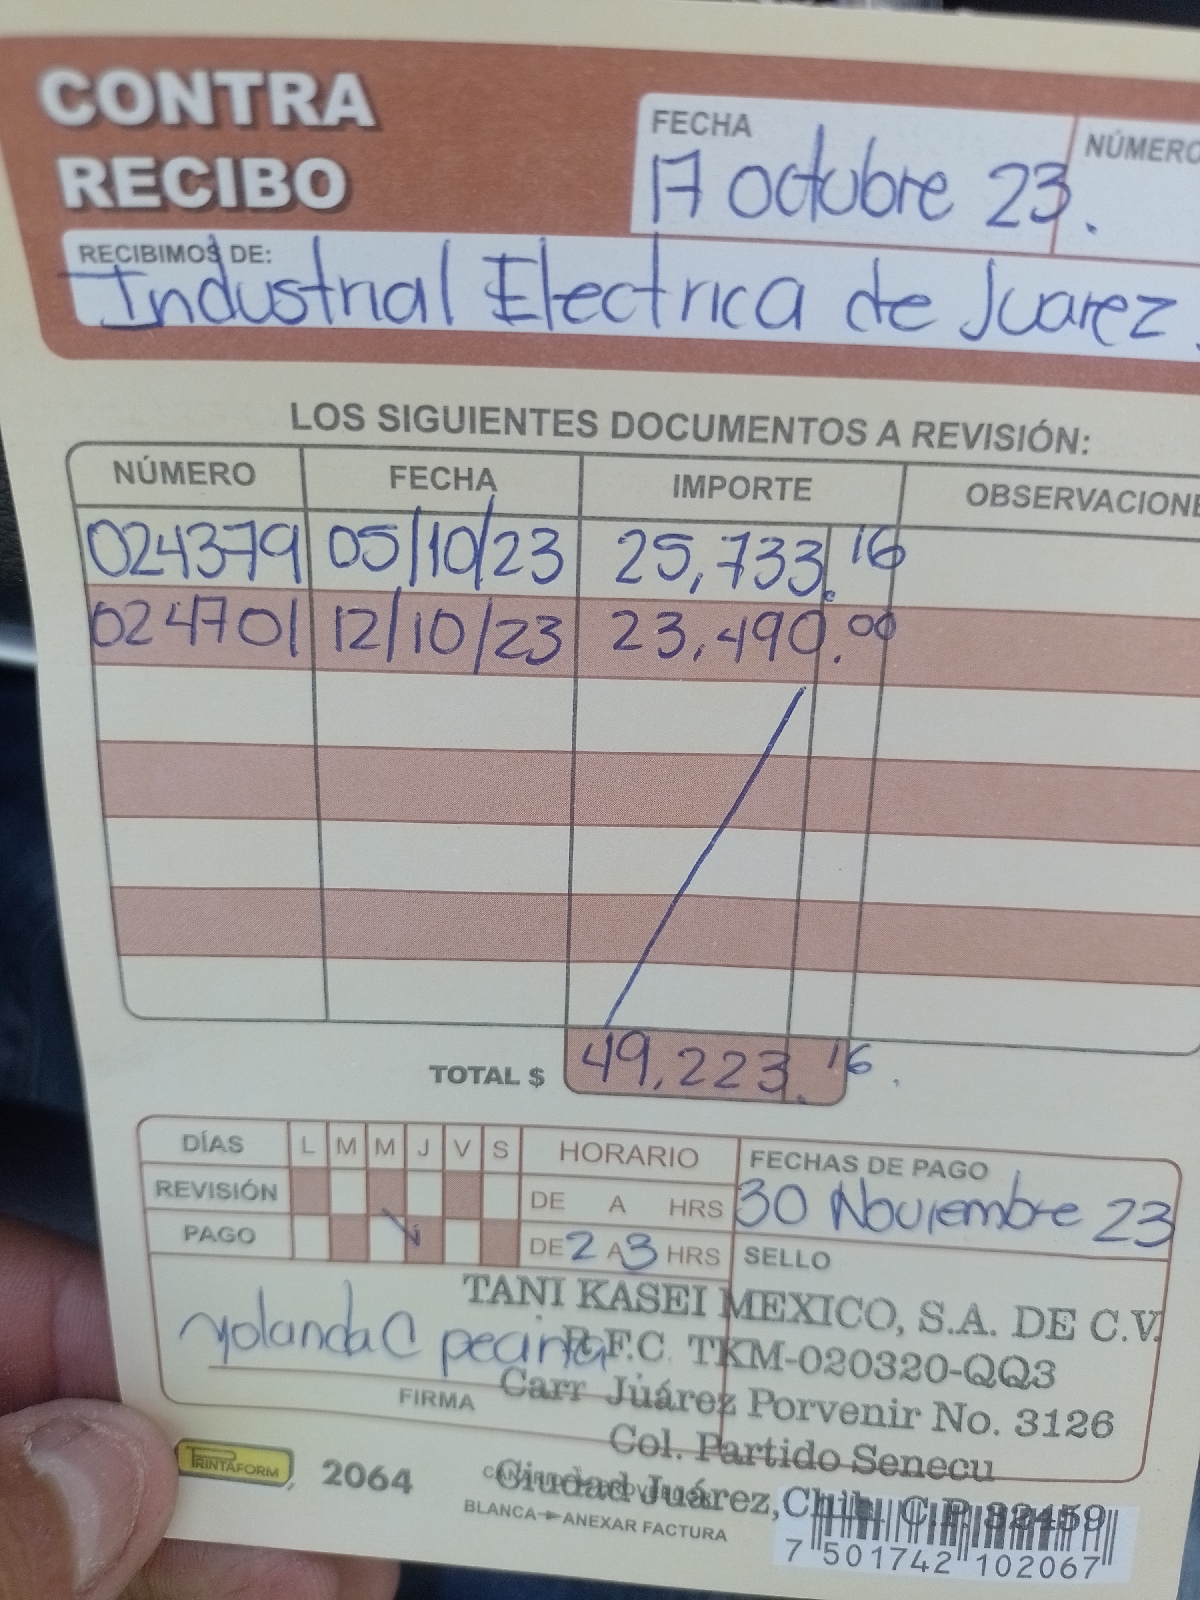 CONTRA
RECIBO
FECHA
NÚMERO
17 octubre 23.
RECIBIMOS DE:
Industrial Electrica de Juarez.
LOS SIGUIENTES DOCUMENTOS A REVISIÓN:
NÚMERO FECHA IMPORTE OBSERVACIONE
024379 05/10/23 25,733.16
024701 12/10/23 23,490.00
TOTAL $ 49,223.16.
DÍAS L M M J V S HORARIO FECHAS DE PAGO
REVISIÓN DE A HRS 30 Noviembre 23
PAGO DE 2 A 3 HRS SELLO
TANI KASEI MEXICO, S.A. DE C.V.
Yolanda C pecina R.F.C. TKM-020320-QQ3
FIRMA Carr Júárez Porvenir No. 3126
Col. Partido Senecu
PRINTAFORM 2064 Ciudad Juárez, Chih. C.P. 32459
BLANCA→ANEXAR FACTURA
7 501742 102067